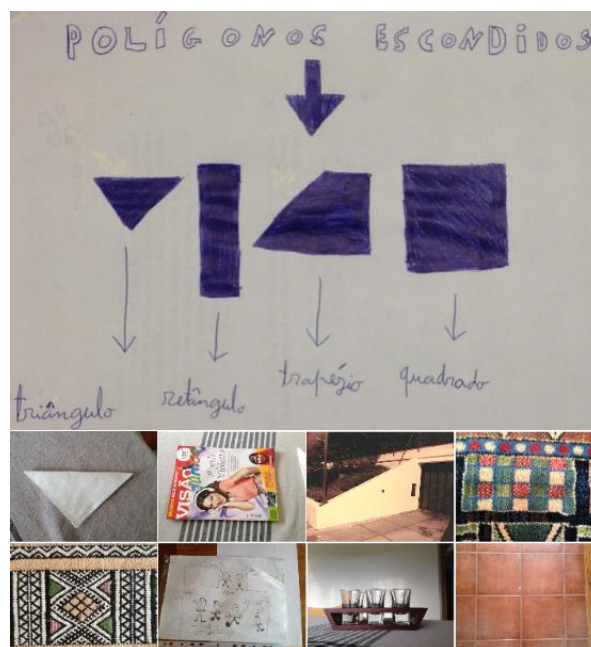 POLÍGONOS ESCONDIDOS
triângulo
retângulo
trapézio
quadrado
VISÃO